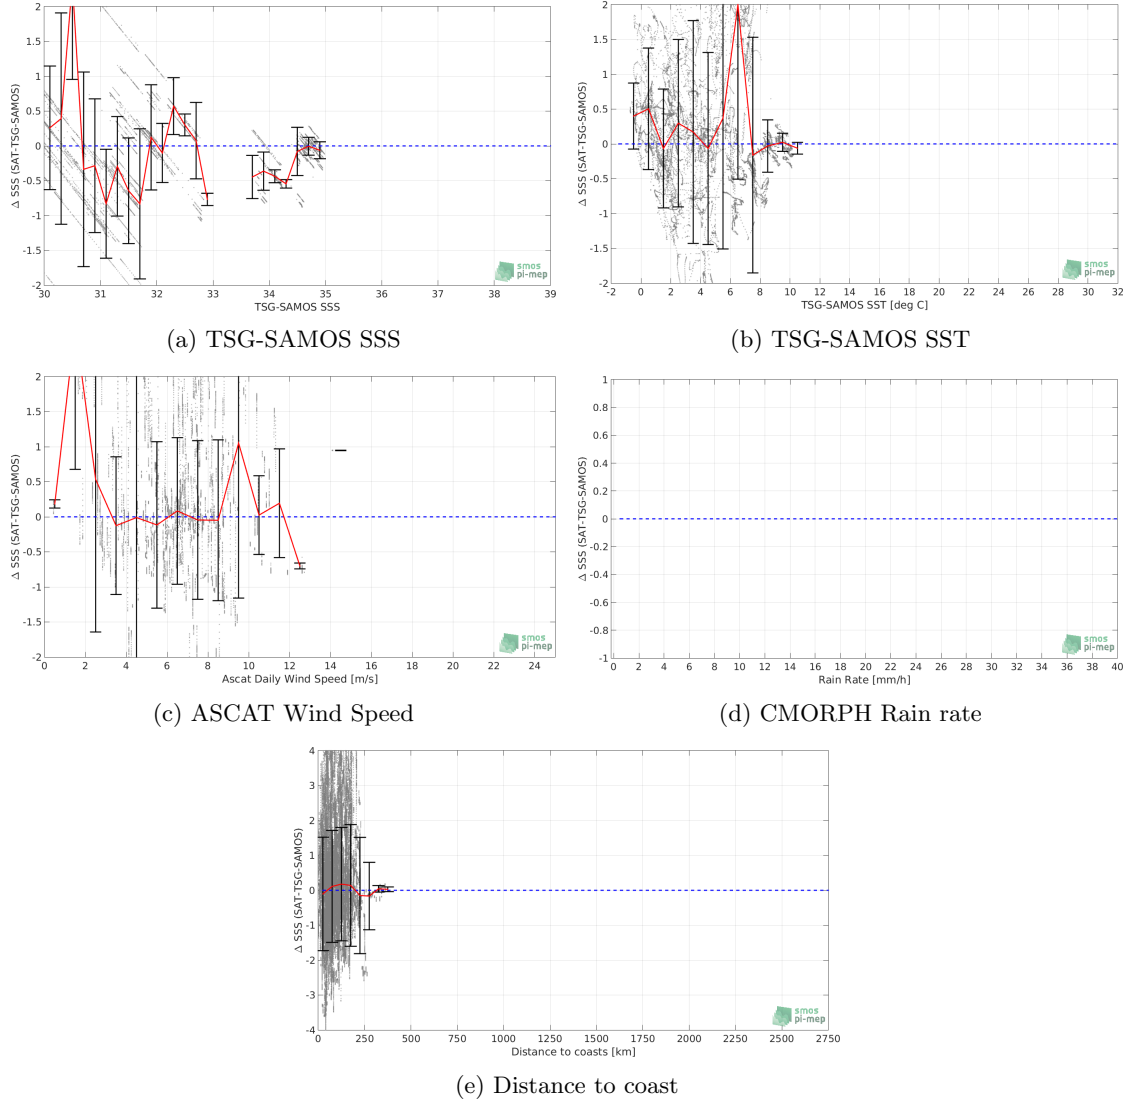 2
1.5
1
0.5
0
-0.5
-1
-1.5
-2
Δ SSS (SAT-TSG-SAMOS)
30 31 32 33 34 35 36 37 38 39
TSG-SAMOS SSS
smos
pi-mep
(a) TSG-SAMOS SSS
2
1.5
1
0.5
0
-0.5
-1
-1.5
-2
Δ SSS (SAT-TSG-SAMOS)
-2 0 2 4 6 8 10 12 14 16 18 20 22 24 26 28 30 32
TSG-SAMOS SST [deg C]
smos
pi-mep
(b) TSG-SAMOS SST
2
1.5
1
0.5
0
-0.5
-1
-1.5
-2
Δ SSS (SAT-TSG-SAMOS)
0 2 4 6 8 10 12 14 16 18 20 22 24
Ascat Daily Wind Speed [m/s]
smos
pi-mep
(c) ASCAT Wind Speed
1
0.8
0.6
0.4
0.2
0
-0.2
-0.4
-0.6
-0.8
-1
Δ SSS (SAT-TSG-SAMOS)
0 2 4 6 8 10 12 14 16 18 20 22 24 26 28 30 32 34 36 38 40
Rain Rate [mm/h]
smos
pi-mep
(d) CMORPH Rain rate
4
3
2
1
0
-1
-2
-3
-4
Δ SSS (SAT-TSG-SAMOS)
0 250 500 750 1000 1250 1500 1750 2000 2250 2500 2750
Distance to coasts [km]
smos
pi-mep
(e) Distance to coast